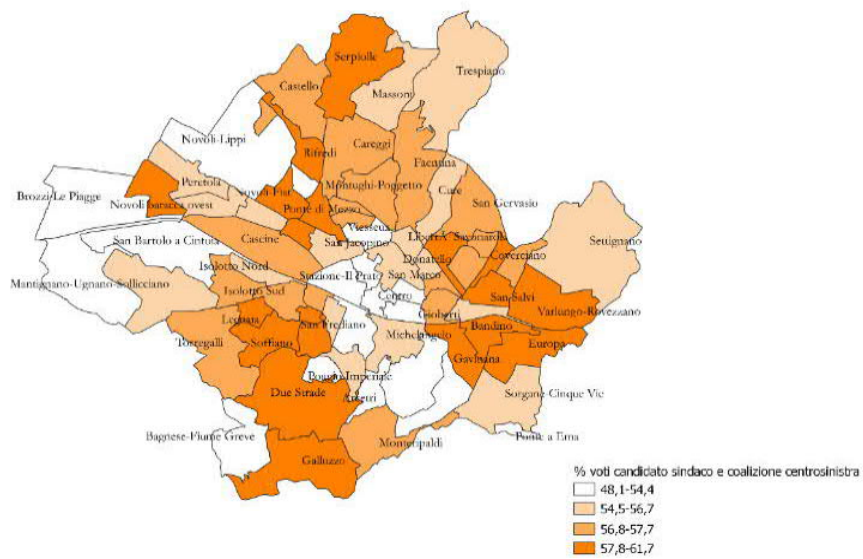 Serpiolle
Trespiano
Castello
Massoni
Novoli-Lippi
Careggi
Rifredi
Faentina
Peretola
Montughi-Poggetto
Cure
Brozzi-Le Piagge
Novoli-Fiat
San Gervasio
Novoli baracca ovest
Ponte di Mezzo
Viesseux
San Bartolo a Cintoia
Cascine
San Jacopino
Libertà
Savonarola
Settignano
Donatello
Coverciano
Isolotto Nord
Stazione-Il Prato
San Marco
Mantignano-Ugnano-Sollicciano
Isolotto Sud
Centro
San Salvi
Legnaia
Gioberti
Varlungo-Rovezzano
San Frediano
Bandino
Torregalli
Soffiano
Michelangelo
Europa
Gavinana
Poggio Imperiale
Due Strade
Arcetri
Sorgane-Cinque Vie
Bagnese-Fiume Greve
Monteripaldi
Ponte a Ema
Galluzzo
% voti candidato sindaco e coalizione centrosinistra
48,1-54,4
54,5-56,7
56,8-57,7
57,8-61,7